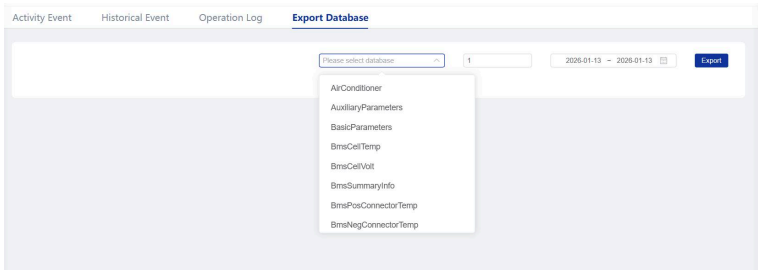 Activity Event Historical Event Operation Log Export Database
Please select database 1 2026-01-13 ~ 2026-01-13 Export
AirConditioner
AuxiliaryParameters
BasicParameters
BmsCellTemp
BmsCellVolt
BmsSummaryInfo
BmsPosConnectorTemp
BmsNegConnectorTemp